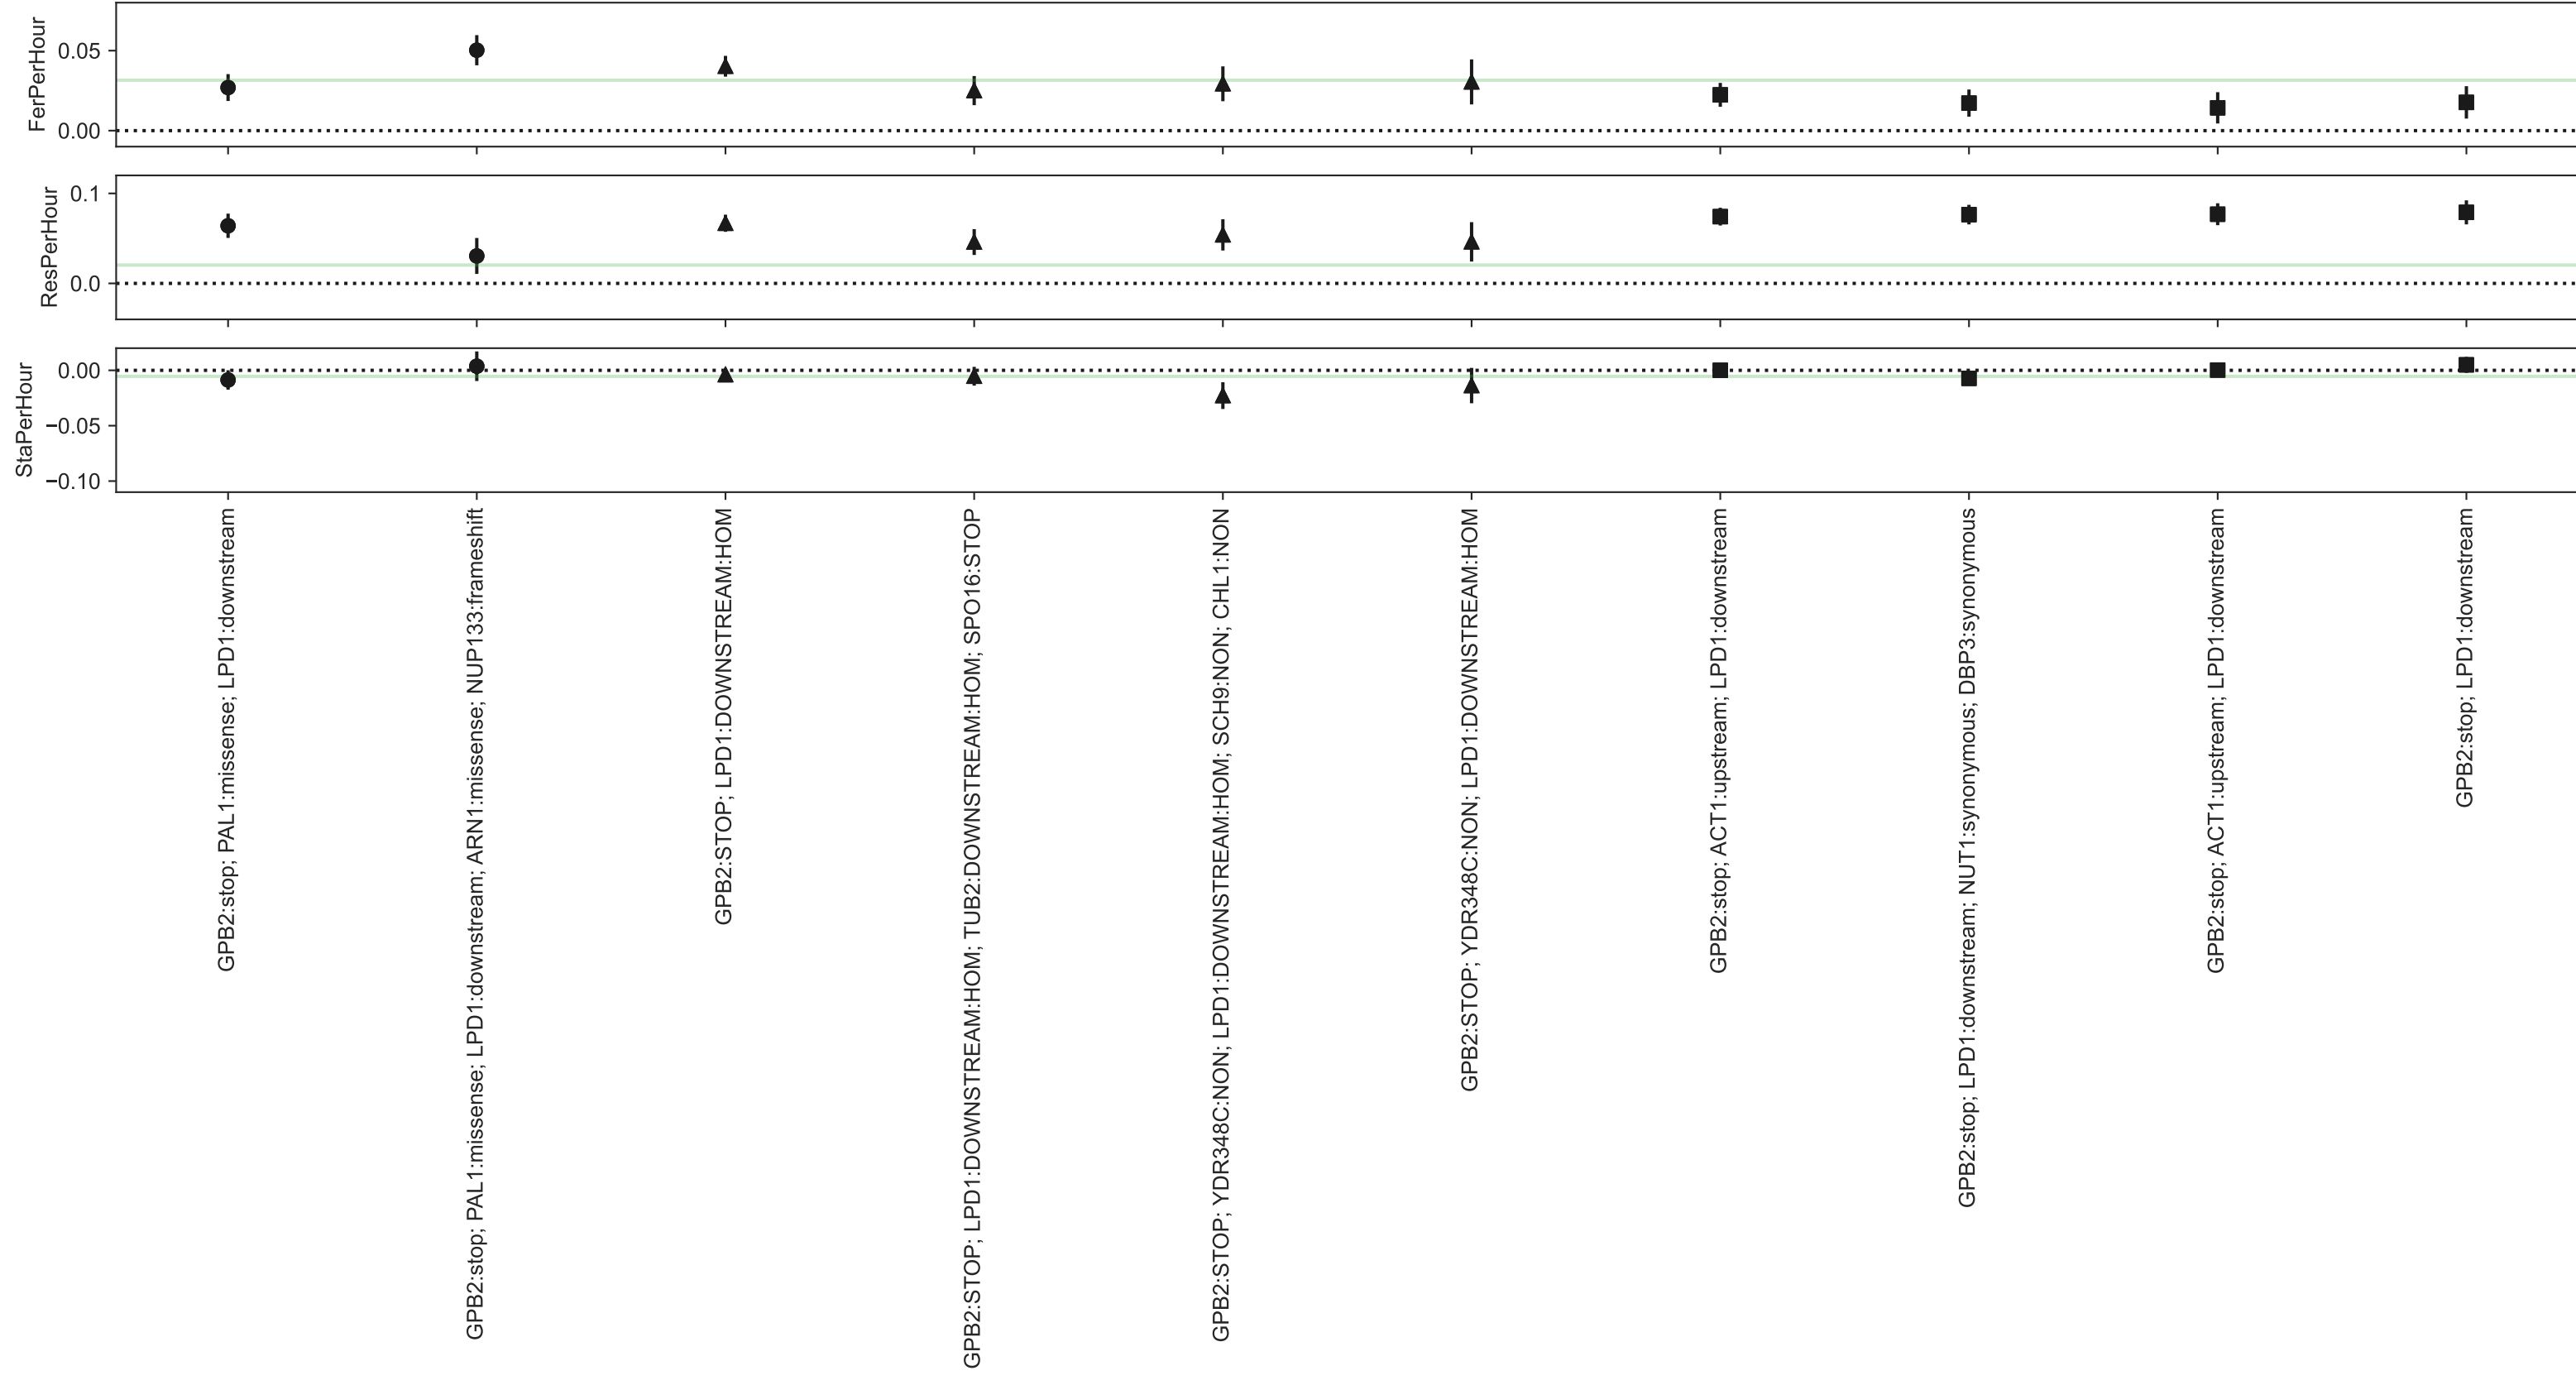 FerPerHour
0.05
0.00
ResPerHour
0.1
0.0
StaPerHour
0.00
−0.05
−0.10
GPB2:stop; PAL1:missense; LPD1:downstream
GPB2:stop; PAL1:missense; LPD1:downstream; ARN1:missense; NUP133:frameshift
GPB2:STOP; LPD1:DOWNSTREAM:HOM
GPB2:STOP; LPD1:DOWNSTREAM:HOM; TUB2:DOWNSTREAM:HOM; SPO16:STOP
GPB2:STOP; YDR348C:NON; LPD1:DOWNSTREAM:HOM; SCH9:NON; CHL1:NON
GPB2:STOP; YDR348C:NON; LPD1:DOWNSTREAM:HOM
GPB2:stop; ACT1:upstream; LPD1:downstream
GPB2:stop; LPD1:downstream; NUT1:synonymous; DBP3:synonymous
GPB2:stop; ACT1:upstream; LPD1:downstream
GPB2:stop; LPD1:downstream